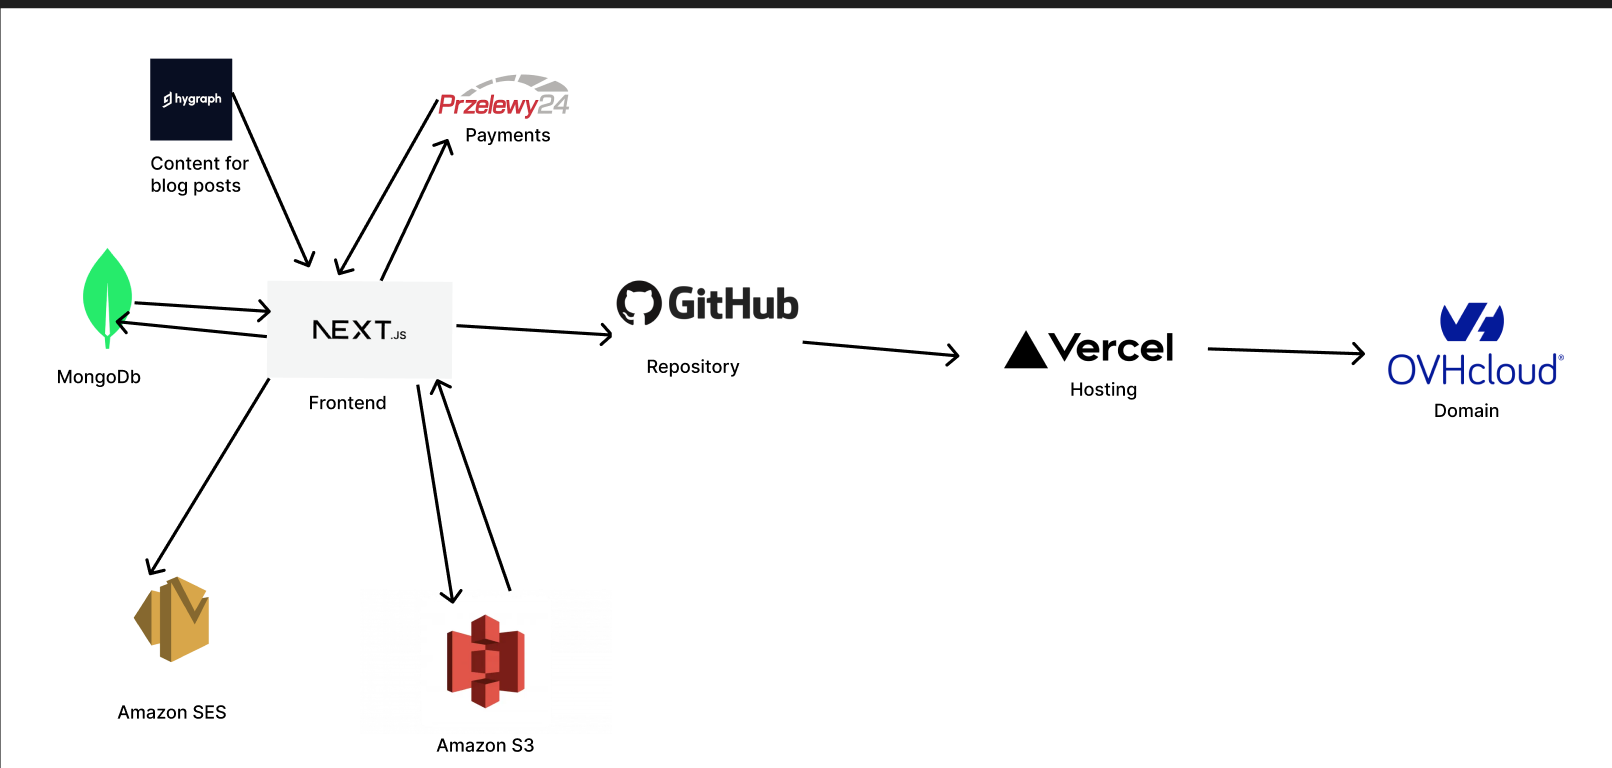 hygraph
Content for
blog posts
Przelewy24
Payments
MongoDb
NEXT.JS
Frontend
GitHub
Repository
Vercel
Hosting
OVHcloud®
Domain
Amazon SES
Amazon S3